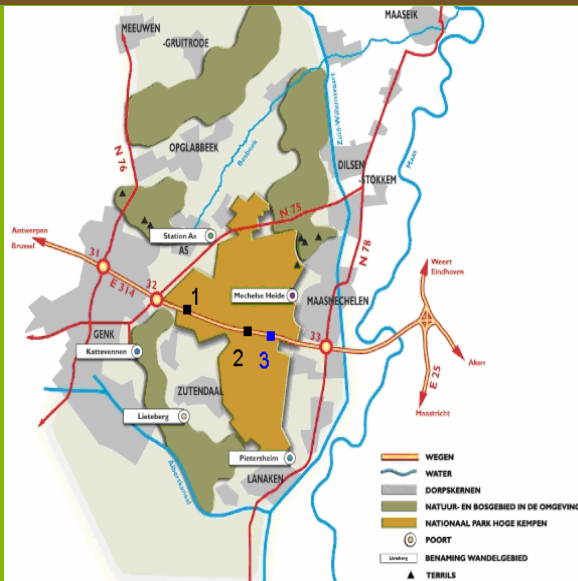 MAASEIK
MEEUWEN
-GRUITRODE
Zuid-Willemsvaart
Bosbeek
OPGLABBEEK
N 76
DILSEN
-STOKKEM
Maas
N 75
Station As
AS
Antwerpen
Brussel
31
N 78
Weert
Eindhoven
32
E 314
1
Mechelse Heide
MAASMECHELEN
GENK
2
3
33
Kattevennen
Aken
E 25
ZUTENDAAL
Maastricht
Lieteberg
Albertkanaal
Pietersheim
LANAKEN
WEGEN
WATER
DORPSKERNEN
NATUUR- EN BOSGEBIED IN DE OMGEVING
NATIONAAL PARK HOGE KEMPEN
POORT
Lieteberg BENAMING WANDELGEBIED
TERRILS